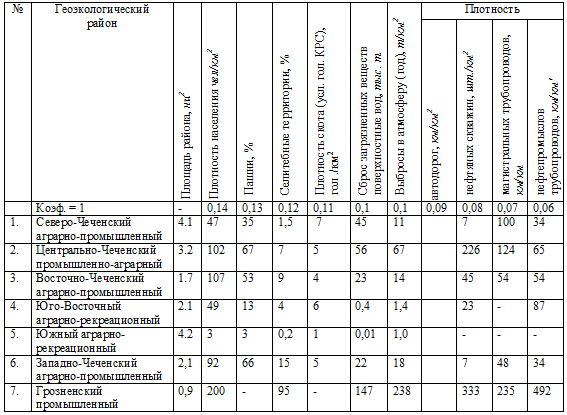 № Геоэкологический район Площадь района, км² Плотность населения чел/км² Пашни, % Селитебные территории, % Плотность скота (усл. гол. КРС), гол /км² Сброс загрязненных веществ поверхностные вод, тыс. т. Выбросы в атмосферу (год), т/км² Плотность
автодорог, км/км² нефтяных скважин, шт./км² магистральных трубопроводов, км/км нефтепромыслов трубопроводов, км/км'
Коэф. = 1 - 0,14 0,13 0,12 0,11 0,1 0,1 0,09 0,08 0,07 0,06
1. Северо-Чеченский аграрно-промышленный 4.1 47 35 1,5 7 45 11 7 100 34
2. Центрально-Чеченский промышленно-аграрный 3.2 102 67 7 5 56 67 226 124 65
3. Восточно-Чеченский аграрно-промышленный 1.7 107 53 9 4 23 14 45 54 54
4. Юго-Восточный аграрно-рекреационный 2.1 49 13 4 6 0,4 1,4 23 - 87
5. Южный аграрно-рекреационный 4.2 3 3 0,2 1 0,01 1,0 - - -
6. Западно-Чеченский аграрно-промышленный 2,1 92 66 15 5 22 18 7 48 34
7. Грозненский промышленный 0,9 200 - 95 - 147 238 333 235 492